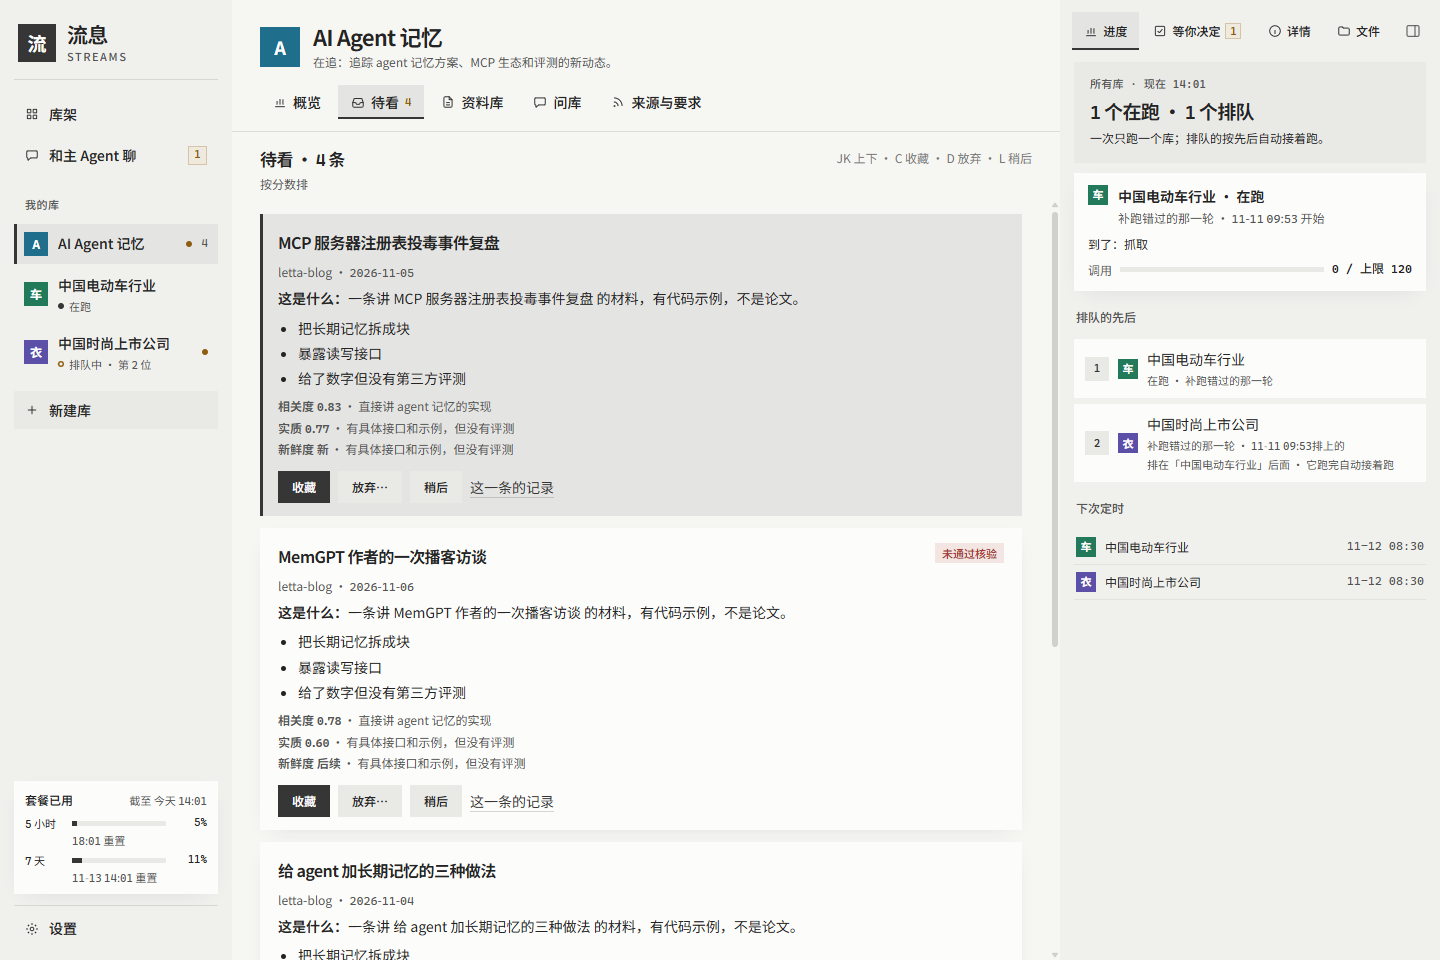 流
流息
STREAMS
库架
和主 Agent 聊 1
我的库
A AI Agent 记忆 4
车 中国电动车行业
在跑
衣 中国时尚上市公司
排队中 · 第 2 位
新建库
套餐已用 截至 今天 14:01
5 小时 5%
18:01 重置
7 天 11%
11-13 14:01 重置
设置
A
AI Agent 记忆
在追：追踪 agent 记忆方案、MCP 生态和评测的新动态。
概览 待看 4 资料库 问库 来源与要求
待看 · 4 条
JK 上下 · C 收藏 · D 放弃 · L 稍后
按分数排
MCP 服务器注册表投毒事件复盘
letta-blog · 2026-11-05
这是什么：一条讲 MCP 服务器注册表投毒事件复盘 的材料，有代码示例，不是论文。
• 把长期记忆拆成块
• 暴露读写接口
• 给了数字但没有第三方评测
相关度 0.83 · 直接讲 agent 记忆的实现
实质 0.77 · 有具体接口和示例，但没有评测
新鲜度 新 · 有具体接口和示例，但没有评测
收藏 放弃… 稍后 这一条的记录
MemGPT 作者的一次播客访谈 未通过核验
letta-blog · 2026-11-06
这是什么：一条讲 MemGPT 作者的一次播客访谈 的材料，有代码示例，不是论文。
• 把长期记忆拆成块
• 暴露读写接口
• 给了数字但没有第三方评测
相关度 0.78 · 直接讲 agent 记忆的实现
实质 0.60 · 有具体接口和示例，但没有评测
新鲜度 后续 · 有具体接口和示例，但没有评测
收藏 放弃… 稍后 这一条的记录
给 agent 加长期记忆的三种做法
letta-blog · 2026-11-04
这是什么：一条讲 给 agent 加长期记忆的三种做法 的材料，有代码示例，不是论文。
• 把长期记忆拆成块
进度 等你决定 1 详情 文件
所有库 · 现在 14:01
1 个在跑 · 1 个排队
一次只跑一个库；排队的按先后自动接着跑。
车 中国电动车行业 · 在跑
补跑错过的那一轮 · 11-11 09:53 开始
到了：抓取
调用 0 / 上限 120
排队的先后
1 车 中国电动车行业
在跑 · 补跑错过的那一轮
2 衣 中国时尚上市公司
补跑错过的那一轮 · 11-11 09:53排上的
排在「中国电动车行业」后面 · 它跑完自动接着跑
下次定时
车 中国电动车行业 11-12 08:30
衣 中国时尚上市公司 11-12 08:30